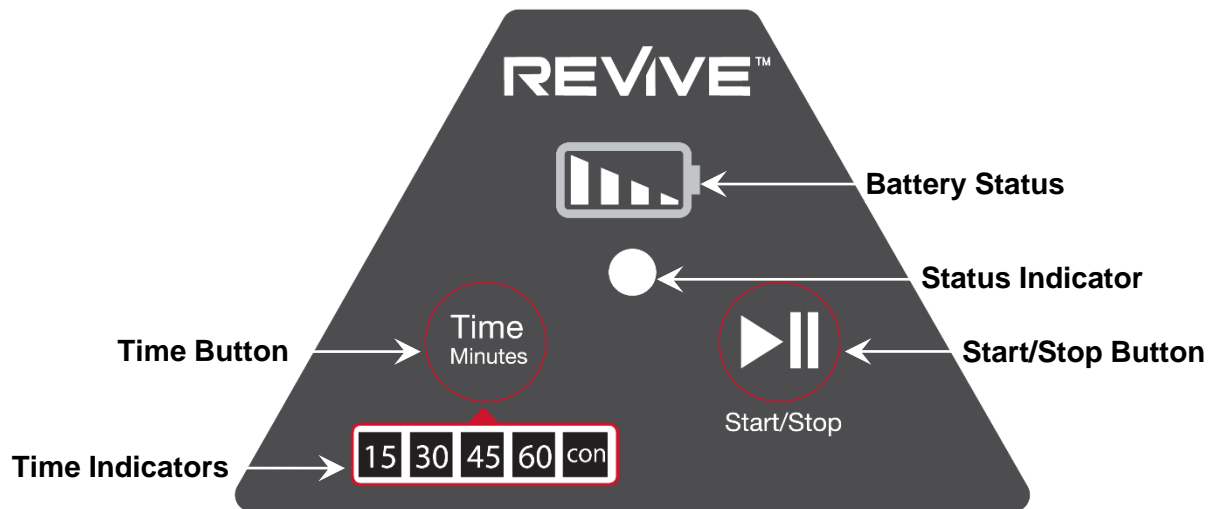 REVIVE™
Battery Status
Status Indicator
Time Button
Time
Minutes
Start/Stop Button
Start/Stop
Time Indicators
15 30 45 60 con